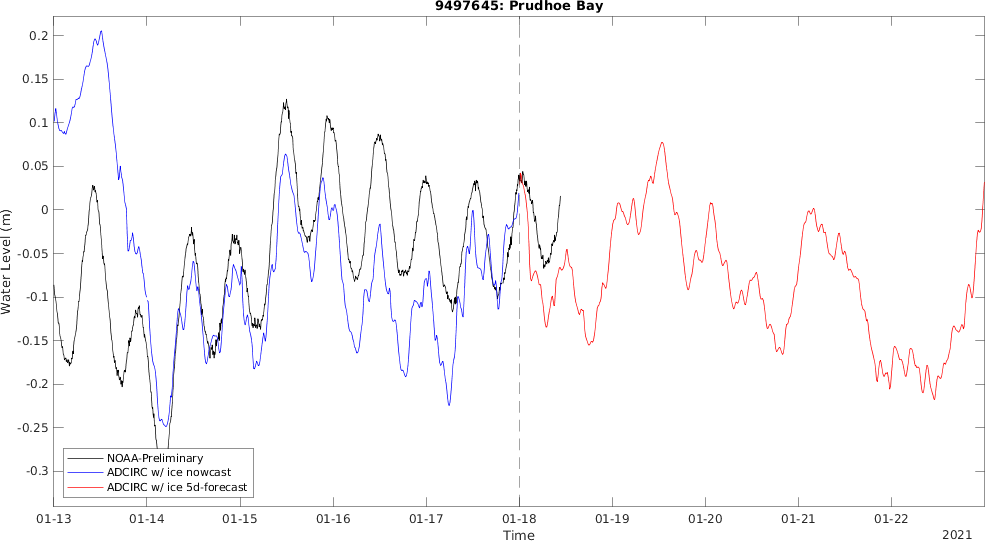 9497645: Prudhoe Bay
0.2
0.15
0.1
0.05
0
-0.05
-0.1
-0.15
-0.2
-0.25
-0.3
Water Level (m)
NOAA-Preliminary
ADCIRC w/ ice nowcast
ADCIRC w/ ice 5d-forecast
01-13 01-14 01-15 01-16 01-17 01-18 01-19 01-20 01-21 01-22
Time
2021